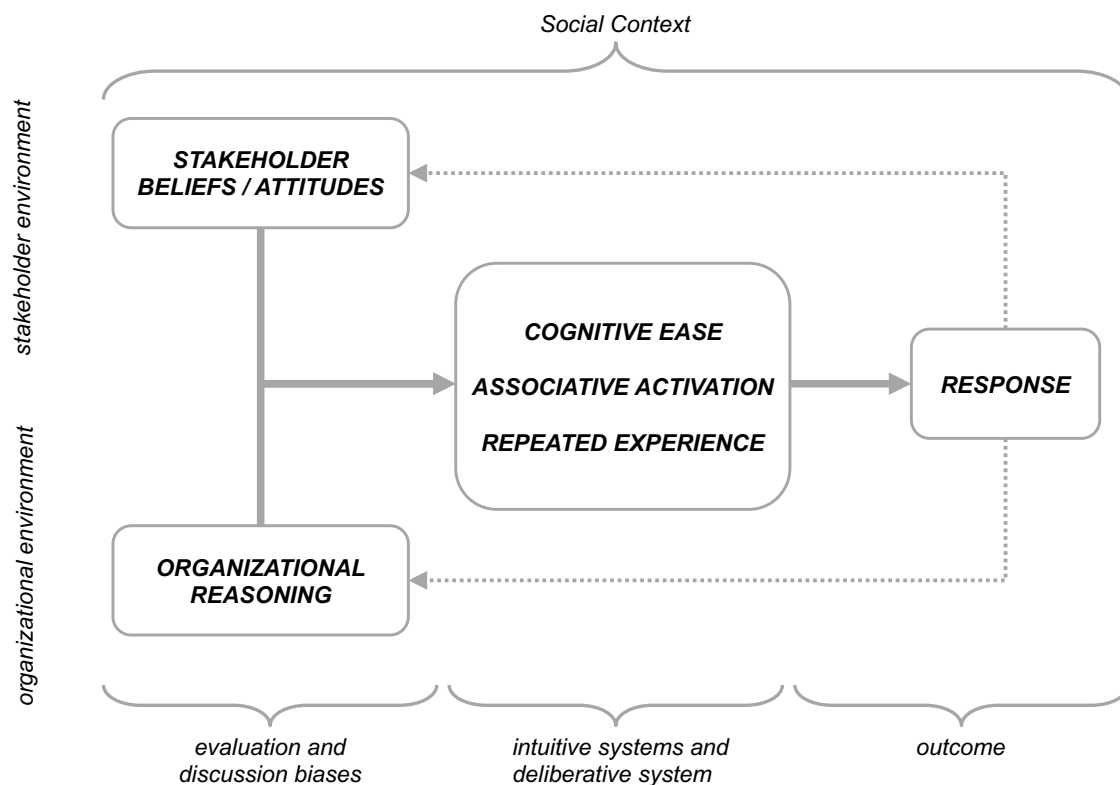 Social Context
stakeholder environment
organizational environment
STAKEHOLDER
BELIEFS / ATTITUDES
COGNITIVE EASE
ASSOCIATIVE ACTIVATION
REPEATED EXPERIENCE
RESPONSE
ORGANIZATIONAL
REASONING
evaluation and
discussion biases
intuitive systems and
deliberative system
outcome